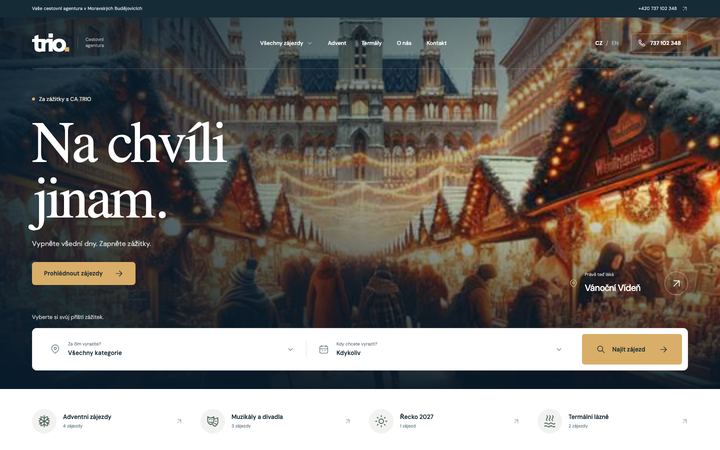 Vaše cestovní agentura v Moravských Budějovicích
+420 737 102 348
trio.
Cestovní
agentura
Všechny zájezdy
Advent
Termály
O nás
Kontakt
CZ / EN
737 102 348
Za zážitky s CA TRIO
Na chvíli
jinam.
Vypněte všední dny. Zapněte zážitky.
Prohlédnout zájezdy
Právě teď láká
Vánoční Vídeň
Vyberte si svůj příští zážitek.
Za čím vyrazíte?
Všechny kategorie
Kdy chcete vyrazit?
Kdykoliv
Najít zájezd
Adventní zájezdy
4 zájezdy
Muzikály a divadla
3 zájezdy
Řecko 2027
1 zájezd
Termální lázně
2 zájezdy